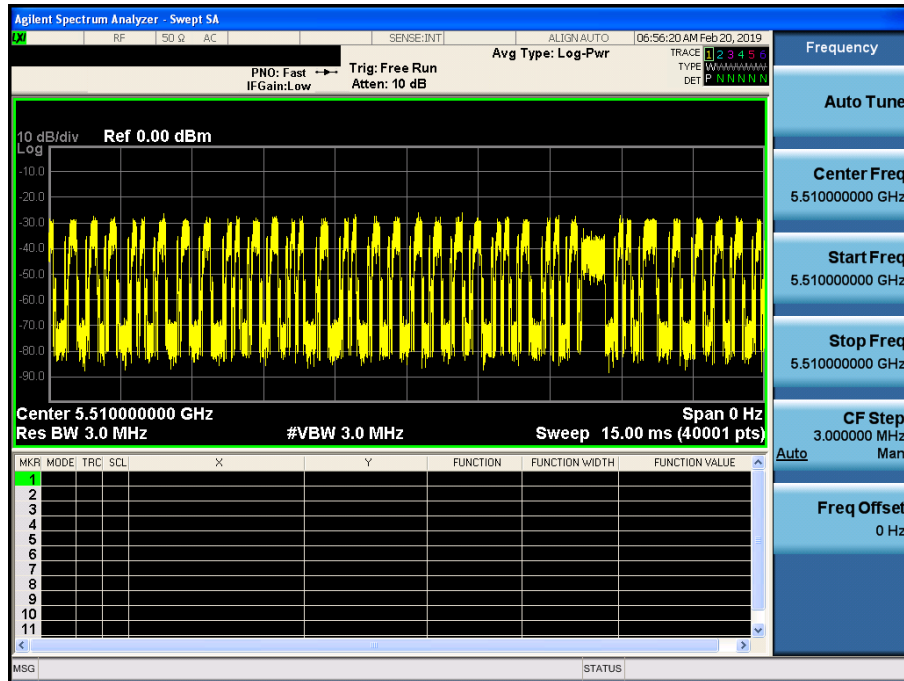 Agilent Spectrum Analyzer - Swept SA
LXI RF 50 Ω AC SENSE:INT ALIGN AUTO 06:56:20 AM Feb 20, 2019
Avg Type: Log-Pwr TRACE 1 2 3 4 5 6
PNO: Fast Trig: Free Run TYPE WWWWWW
IFGain:Low Atten: 10 dB DET P N N N N N
10 dB/div Ref 0.00 dBm
Log
-10.0
-20.0
-30.0
-40.0
-50.0
-60.0
-70.0
-80.0
-90.0
Center 5.510000000 GHz Span 0 Hz
Res BW 3.0 MHz #VBW 3.0 MHz Sweep 15.00 ms (40001 pts)
MKR MODE TRC SCL X Y FUNCTION FUNCTION WIDTH FUNCTION VALUE
1
2
3
4
5
6
7
8
9
10
11
MSG STATUS
Frequency
Auto Tune
Center Freq
5.510000000 GHz
Start Freq
5.510000000 GHz
Stop Freq
5.510000000 GHz
CF Step
3.000000 MHz
Auto Man
Freq Offset
0 Hz